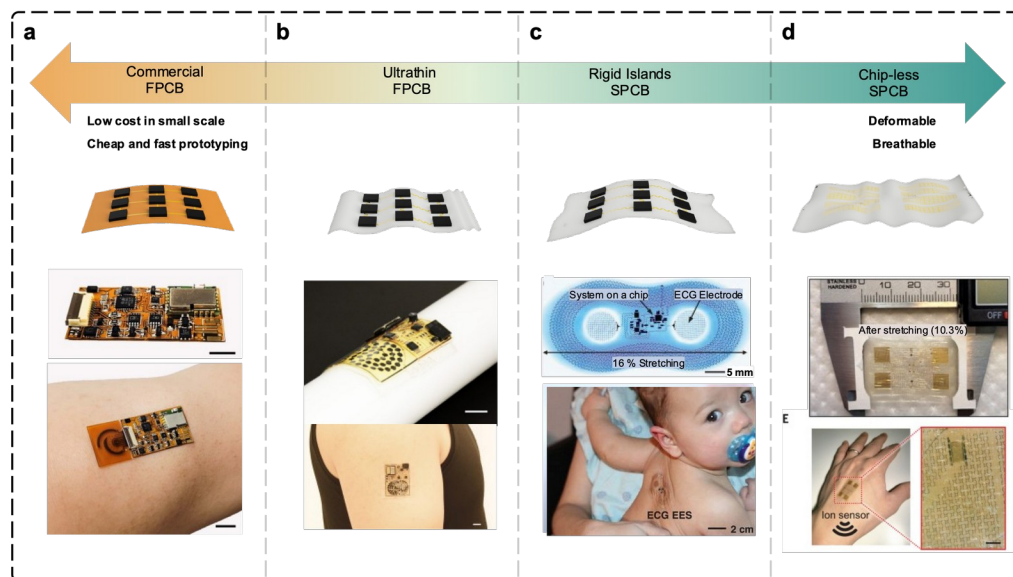 a
b
c
d
Commercial
FPCB
Ultrathin
FPCB
Rigid Islands
SPCB
Chip-less
SPCB
Low cost in small scale
Cheap and fast prototyping
Deformable
Breathable
System on a chip
ECG Electrode
16 % Stretching
5 mm
ECG EES
2 cm
STAINLESS
HARDENED
0 10 20 30
OFF
After stretching (10.3%)
E
Ion sensor